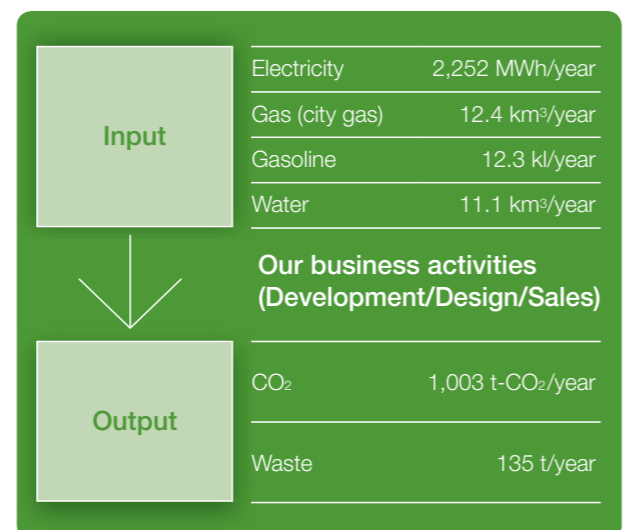 Input
Electricity 2,252 MWh/year
Gas (city gas) 12.4 km³/year
Gasoline 12.3 kl/year
Water 11.1 km³/year
Our business activities
(Development/Design/Sales)
Output
CO₂ 1,003 t-CO₂/year
Waste 135 t/year